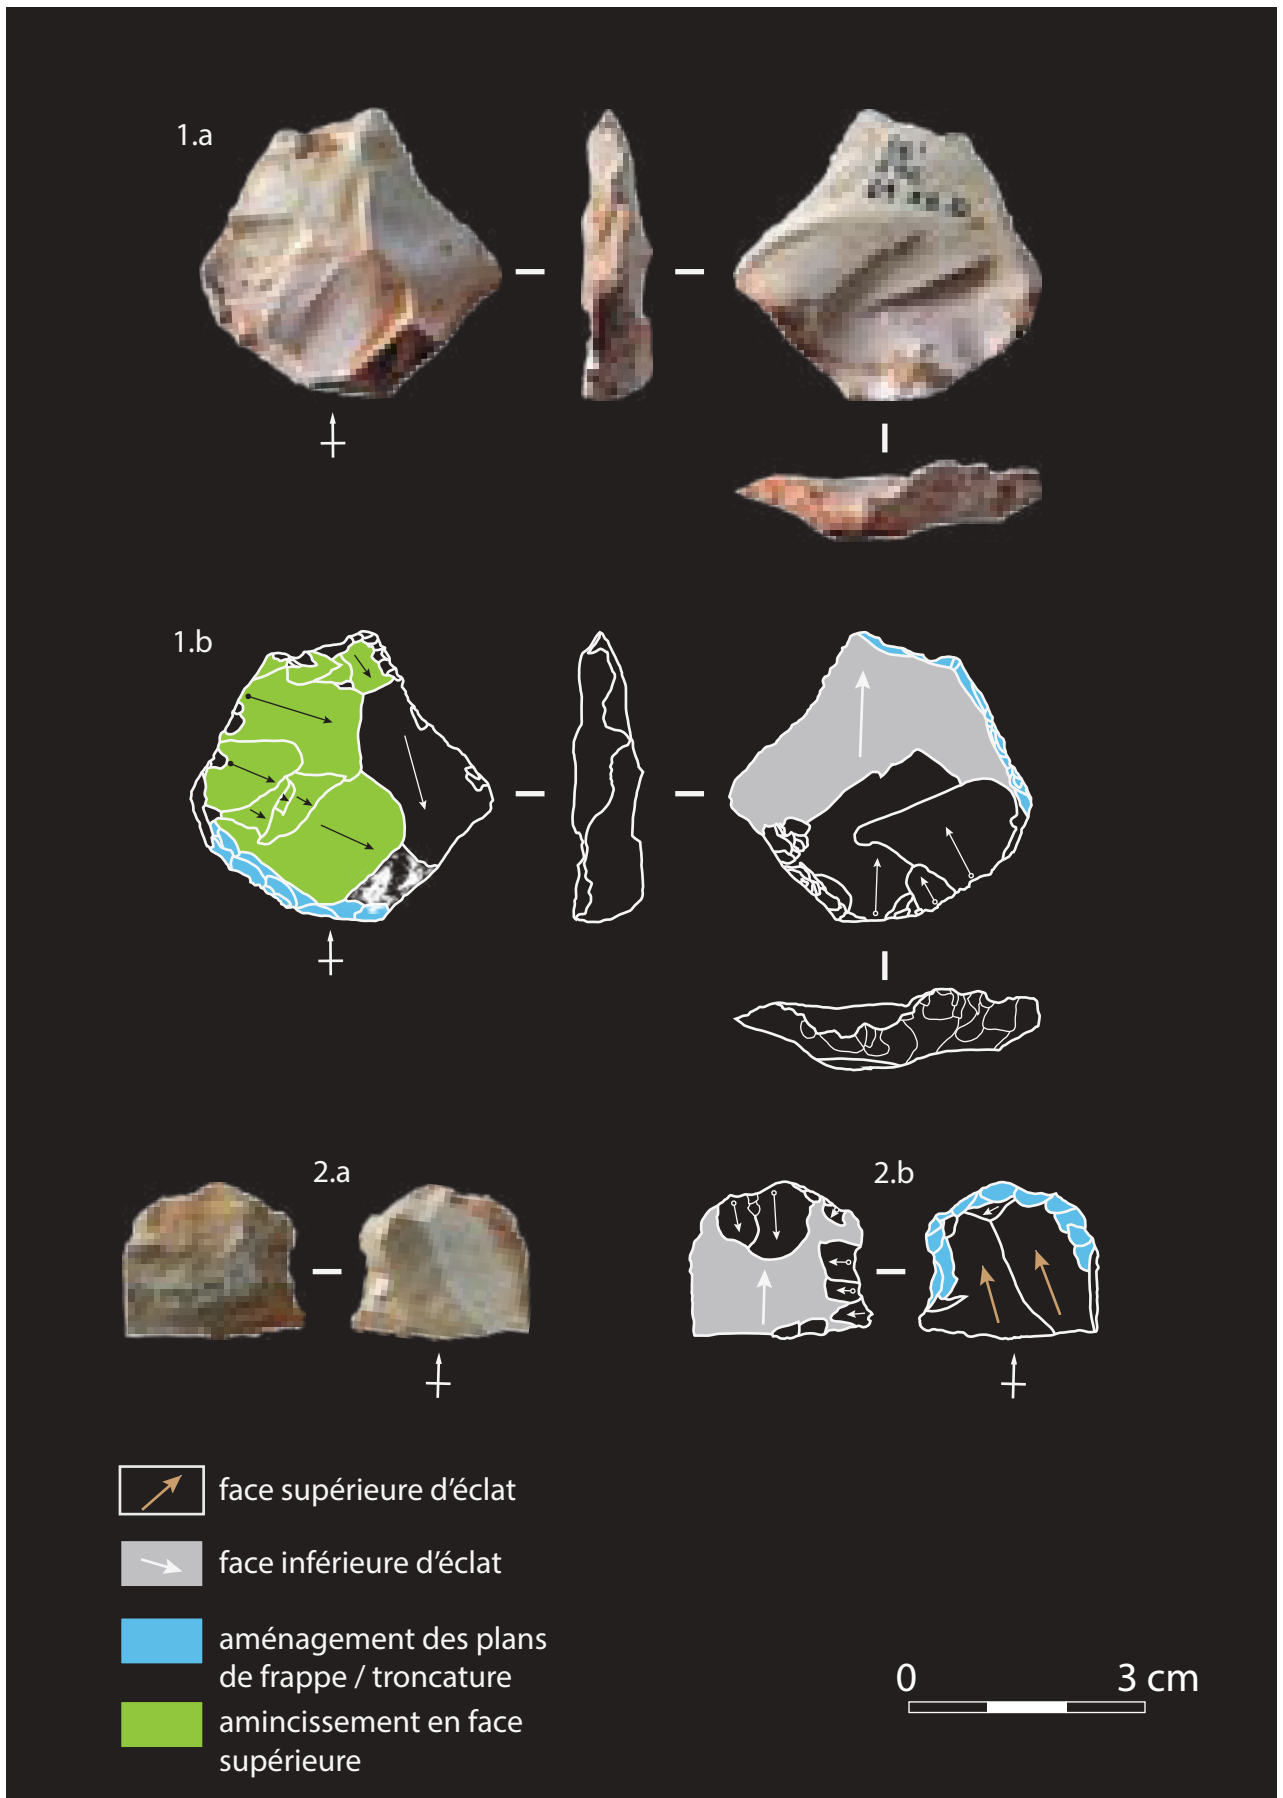 1.a
1.b
2.a
2.b
face supérieure d'éclat
face inférieure d'éclat
aménagement des plans
de frappe / troncature
amincissement en face
supérieure
0 3 cm